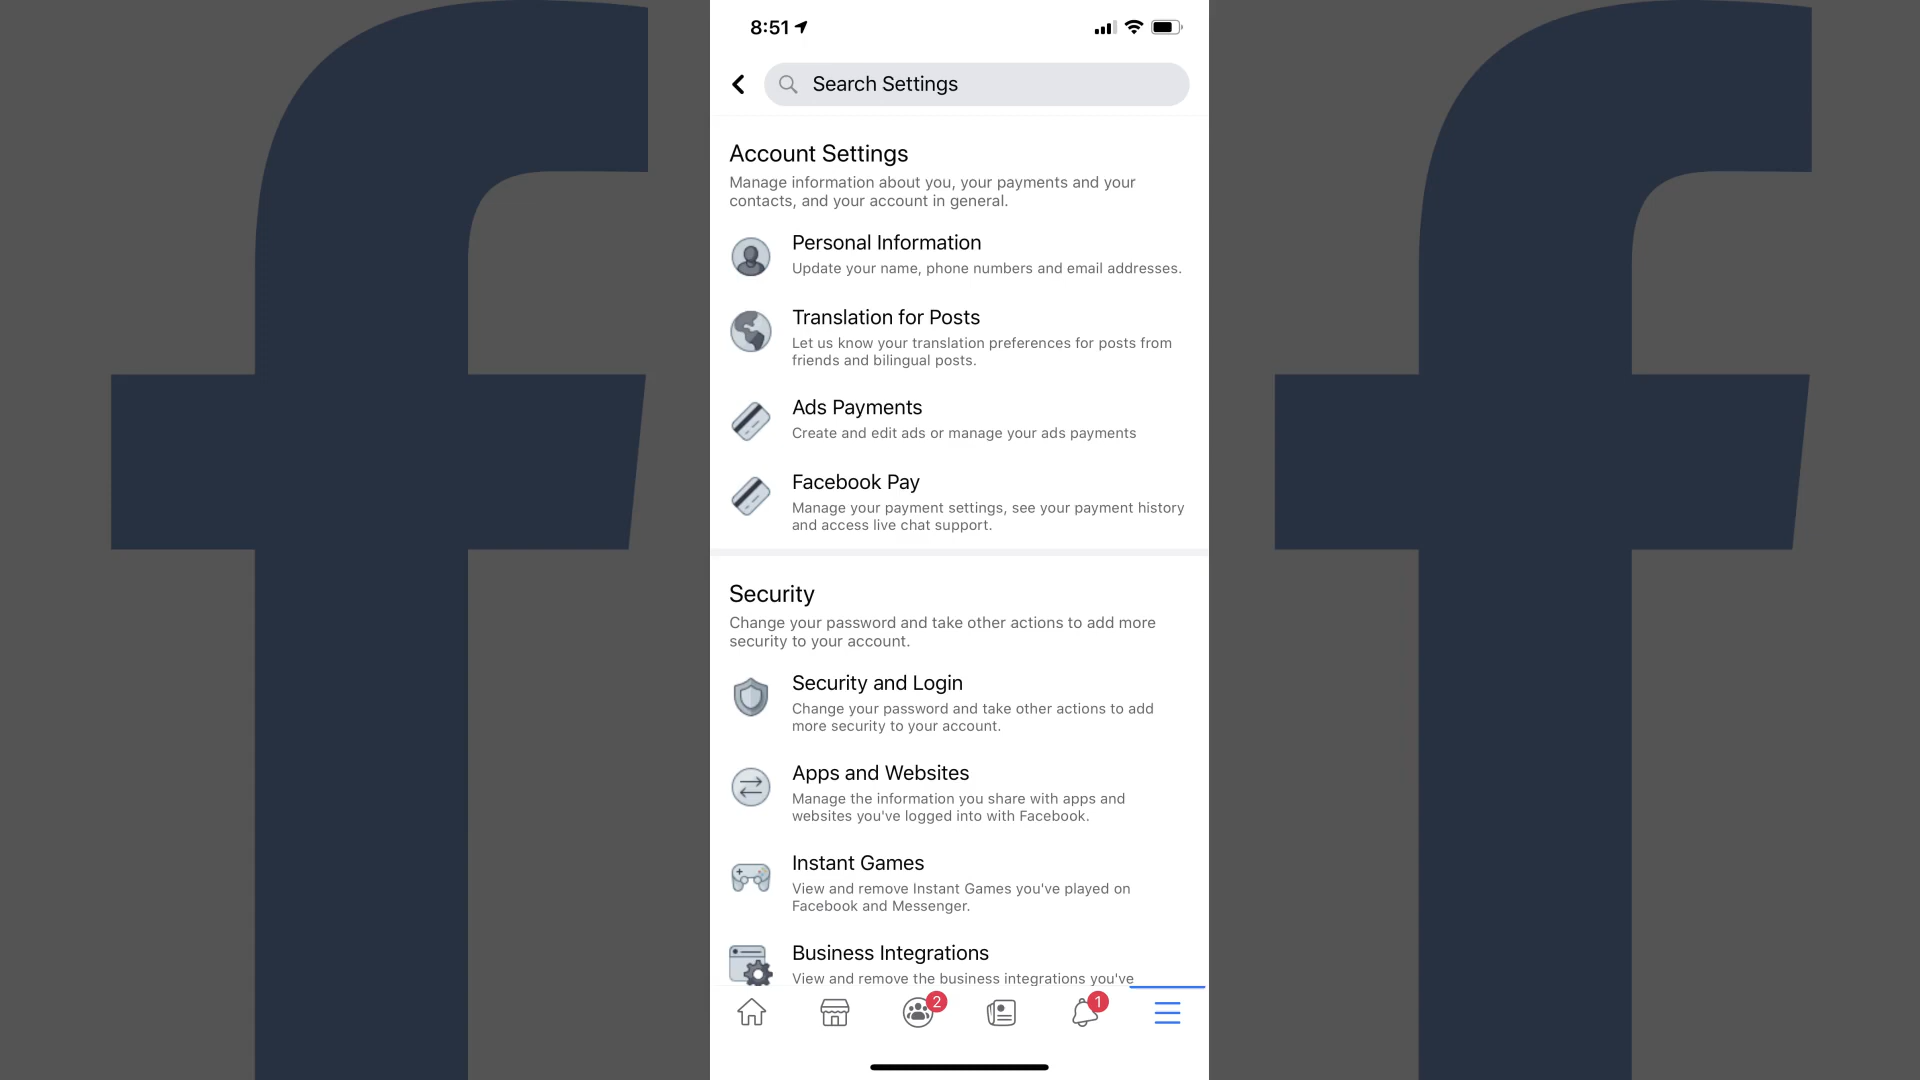 8:51
Search Settings
Account Settings
Manage information about you, your payments and your
contacts, and your account in general.
Personal Information
Update your name, phone numbers and email addresses.
Translation for Posts
Let us know your translation preferences for posts from
friends and bilingual posts.
Ads Payments
Create and edit ads or manage your ads payments
Facebook Pay
Manage your payment settings, see your payment history
and access live chat support.
Security
Change your password and take other actions to add more
security to your account.
Security and Login
Change your password and take other actions to add
more security to your account.
Apps and Websites
Manage the information you share with apps and
websites you've logged into with Facebook.
Instant Games
View and remove Instant Games you've played on
Facebook and Messenger.
Business Integrations
View and remove the business integrations you've
2
1